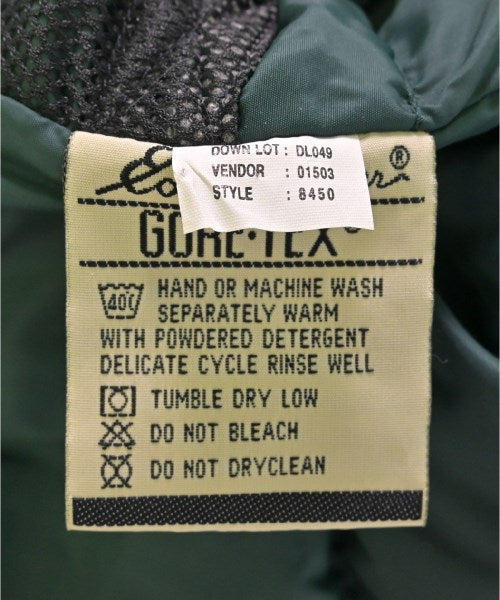 DOWN LOT : DL049
VENDOR : 01503
STYLE : 8450
®
GORE-TEX®
40C HAND OR MACHINE WASH
SEPARATELY WARM
WITH POWDERED DETERGENT
DELICATE CYCLE RINSE WELL
TUMBLE DRY LOW
DO NOT BLEACH
DO NOT DRYCLEAN